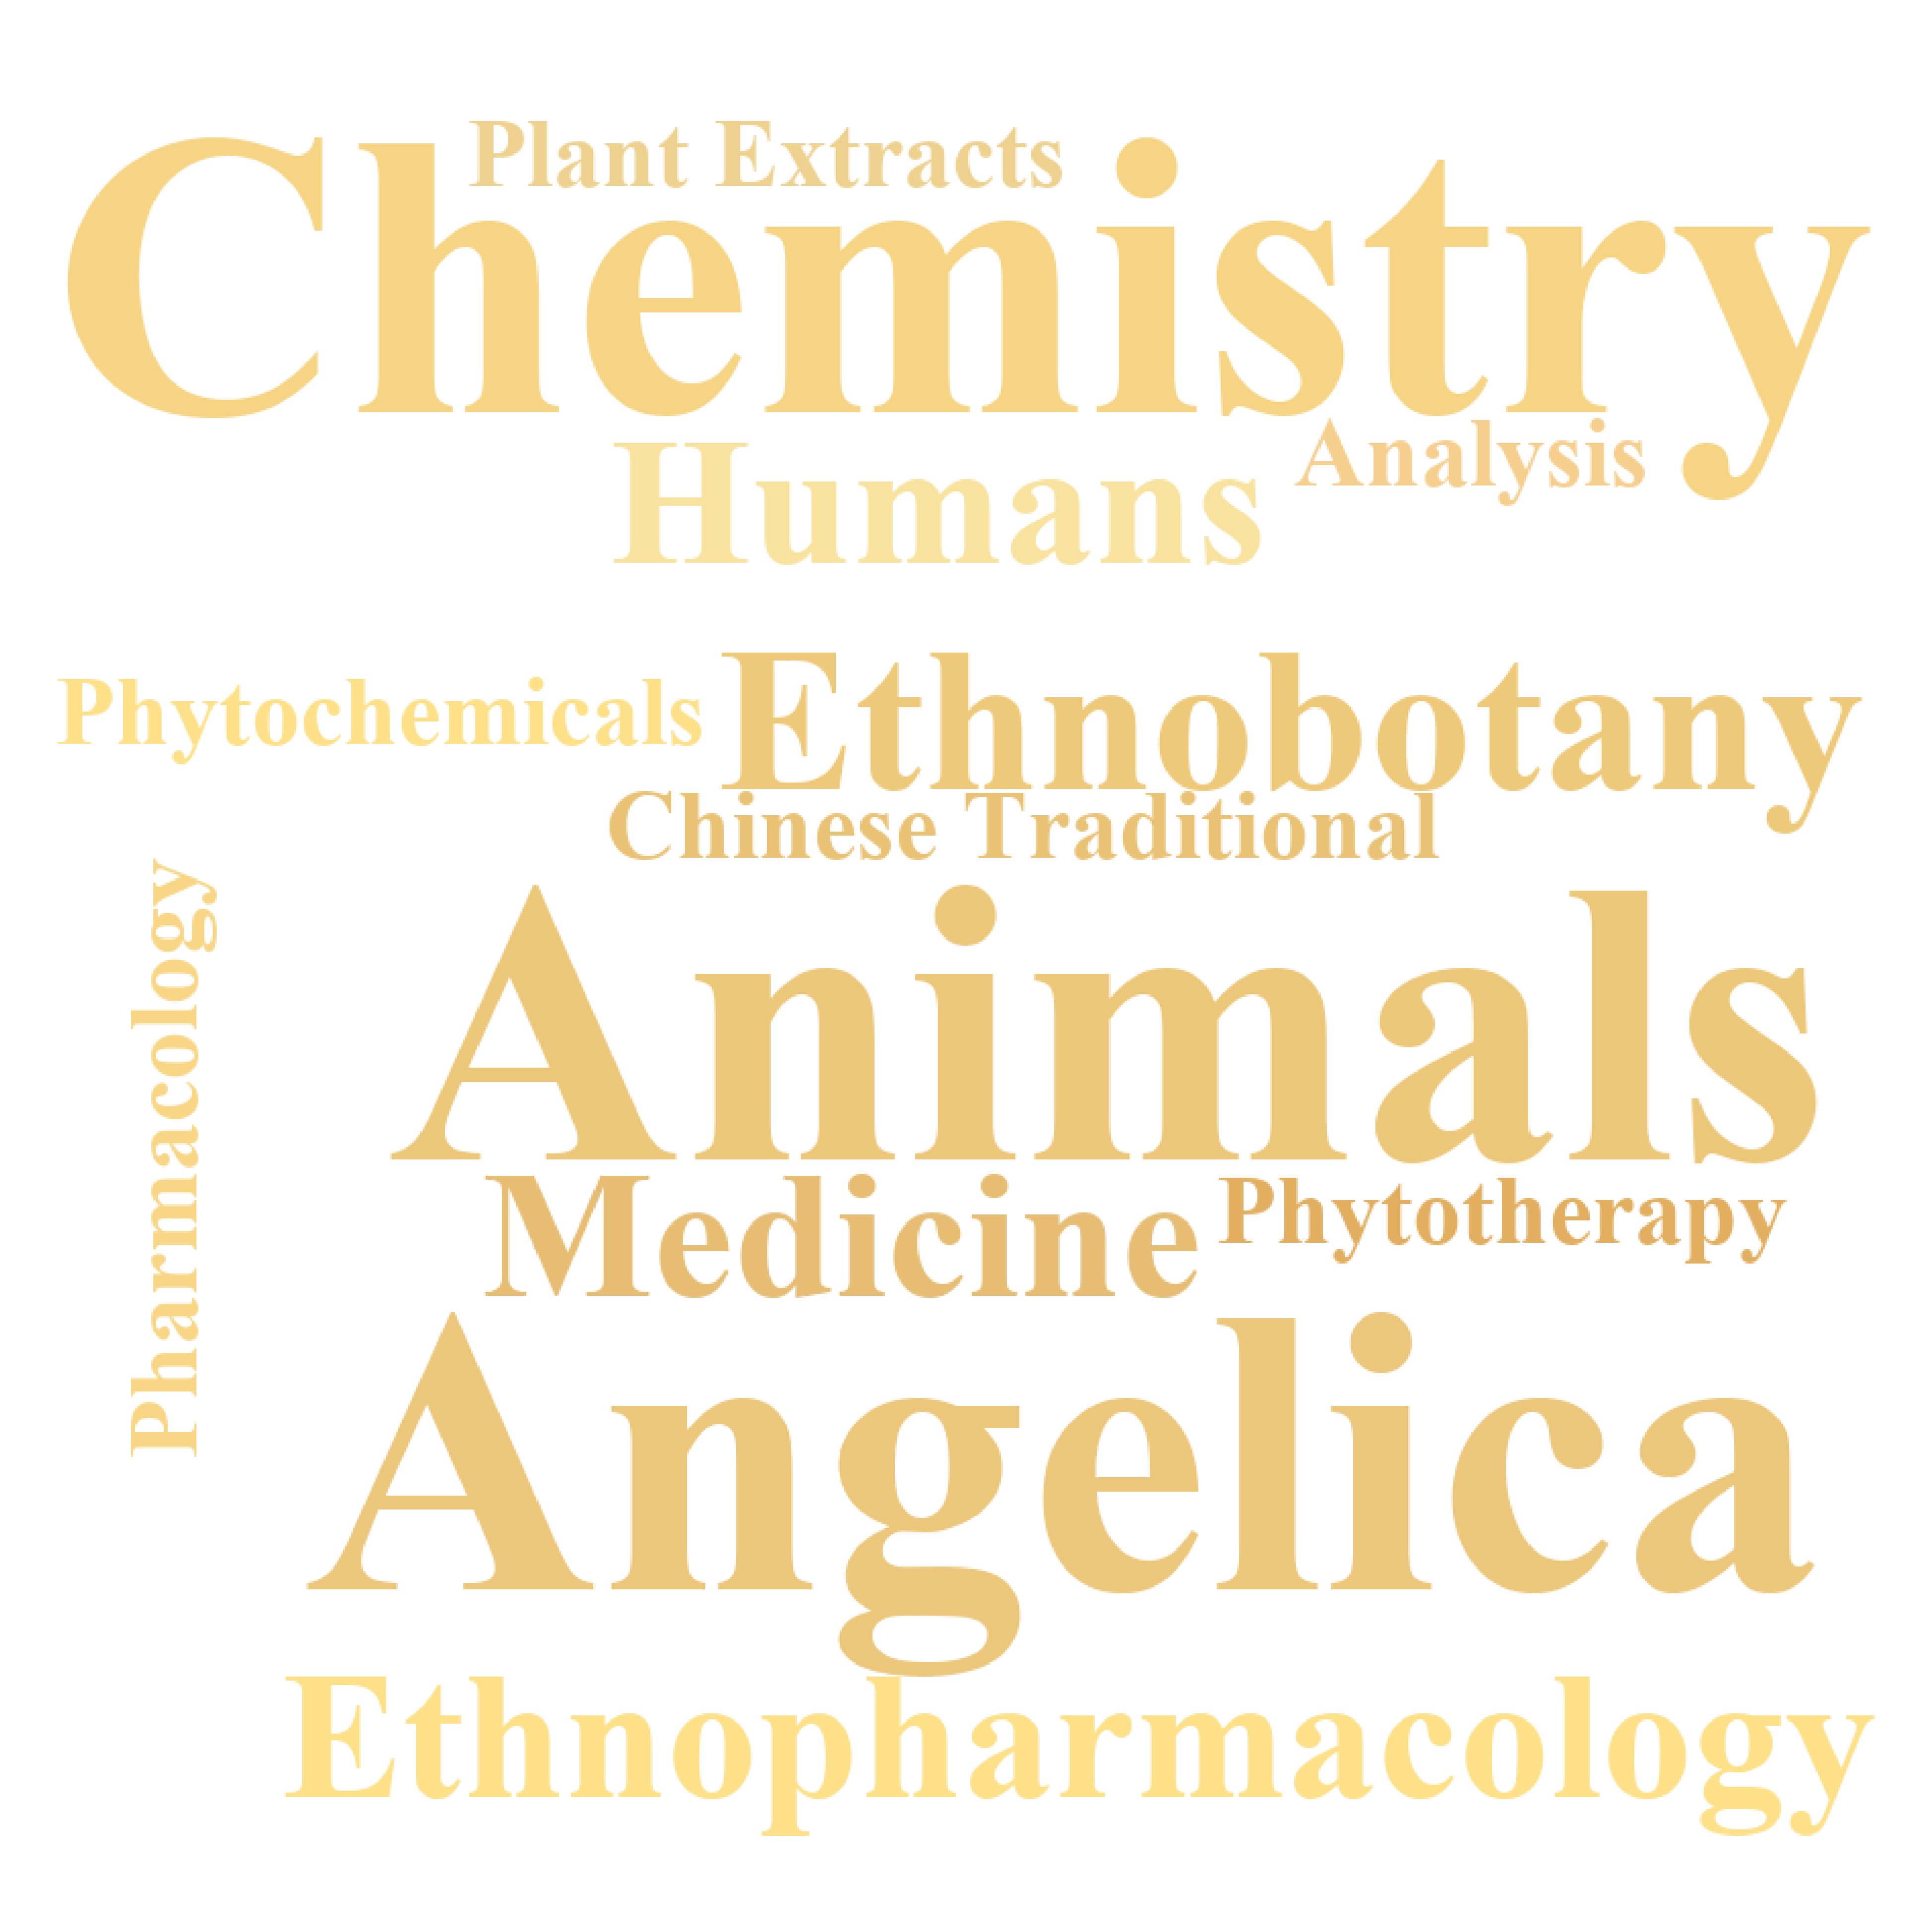 Plant Extracts
Chemistry
Analysis
Humans
Phytochemicals
Ethnobotany
Chinese Traditional
Pharmacology
Animals
Medicine
Phytotherapy
Angelica
Ethnopharmacology